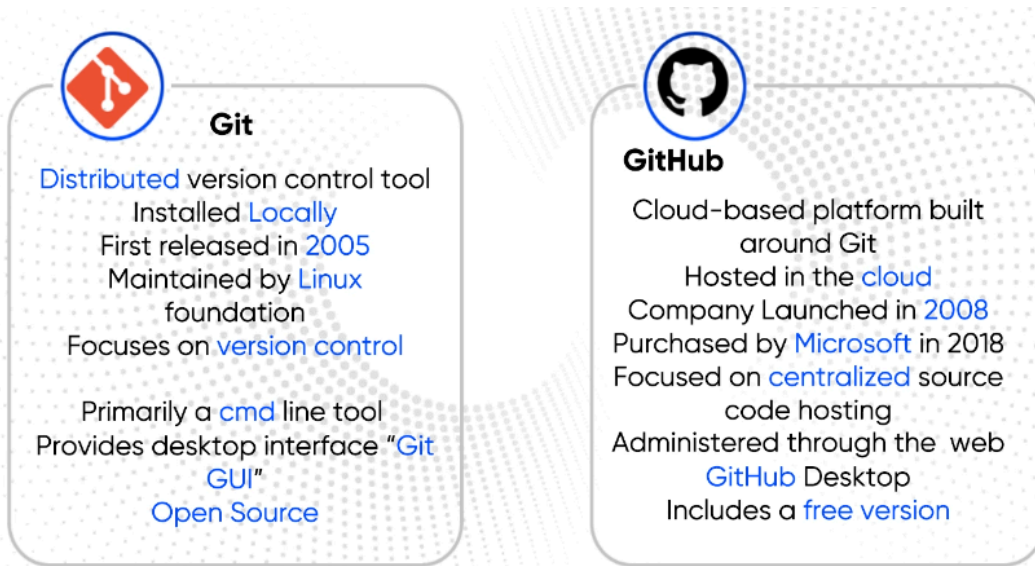 Git
Distributed version control tool
Installed Locally
First released in 2005
Maintained by Linux
foundation
Focuses on version control
Primarily a cmd line tool
Provides desktop interface “Git
GUI”
Open Source
GitHub
Cloud-based platform built
around Git
Hosted in the cloud
Company Launched in 2008
Purchased by Microsoft in 2018
Focused on centralized source
code hosting
Administered through the web
GitHub Desktop
Includes a free version